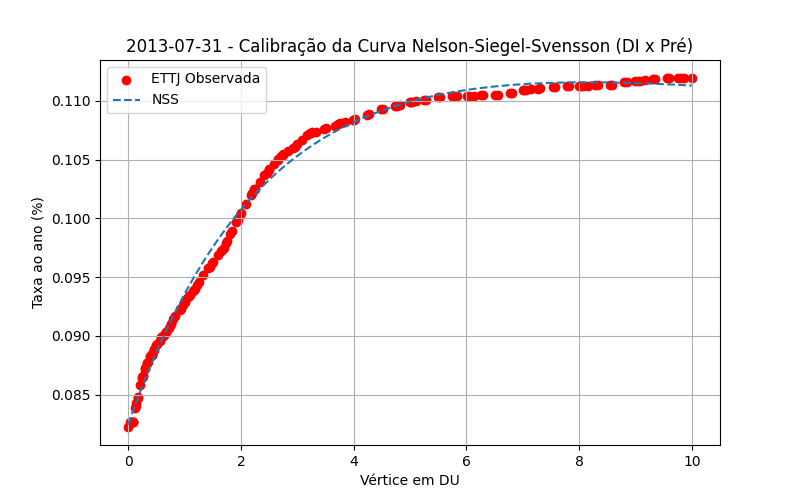 2013-07-31 - Calibração da Curva Nelson-Siegel-Svensson (DI x Pré)
ETTJ Observada
NSS
Taxa ao ano (%)
0.110
0.105
0.100
0.095
0.090
0.085
0 2 4 6 8 10
Vértice em DU